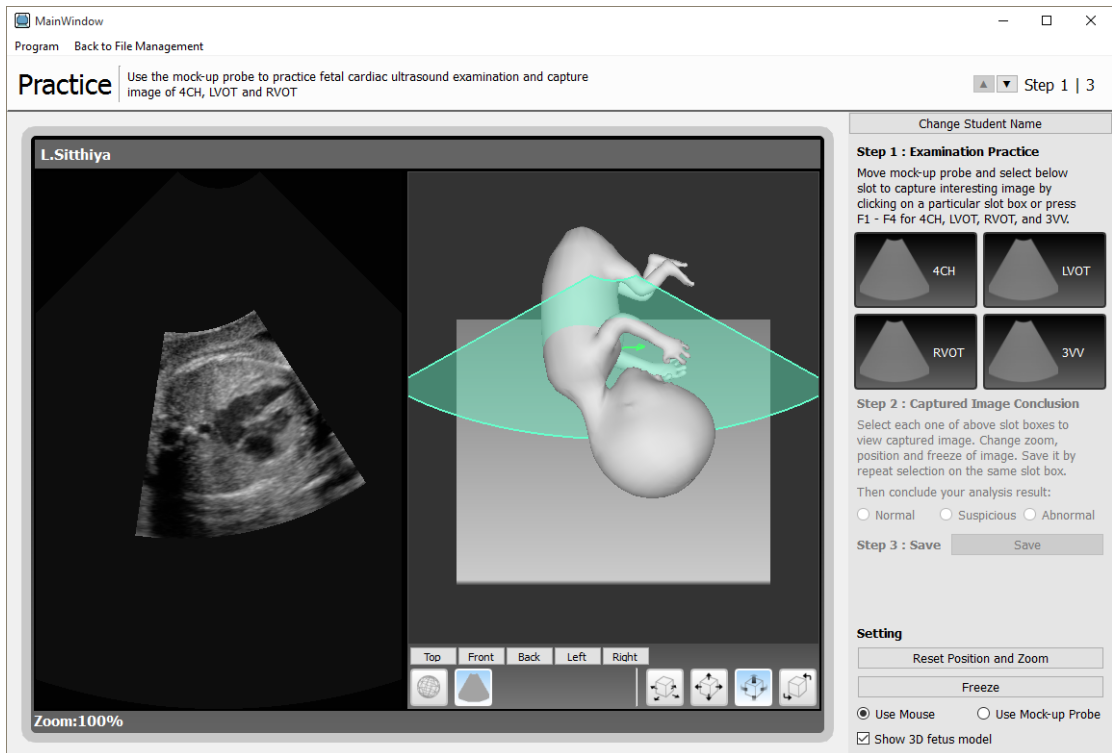 MainWindow
Program Back to File Management
Practice
Use the mock-up probe to practice fetal cardiac ultrasound examination and capture
image of 4CH, LVOT and RVOT
Step 1 | 3
Change Student Name
L.Sitthiya
Step 1 : Examination Practice
Move mock-up probe and select below
slot to capture interesting image by
clicking on a particular slot box or press
F1 - F4 for 4CH, LVOT, RVOT, and 3VV.
4CH LVOT
RVOT 3VV
Step 2 : Captured Image Conclusion
Select each one of above slot boxes to
view captured image. Change zoom,
position and freeze of image. Save it by
repeat selection on the same slot box.
Then conclude your analysis result:
Normal Suspicious Abnormal
Step 3 : Save Save
Setting
Reset Position and Zoom
Freeze
Use Mouse Use Mock-up Probe
Show 3D fetus model
Top Front Back Left Right
Zoom:100%